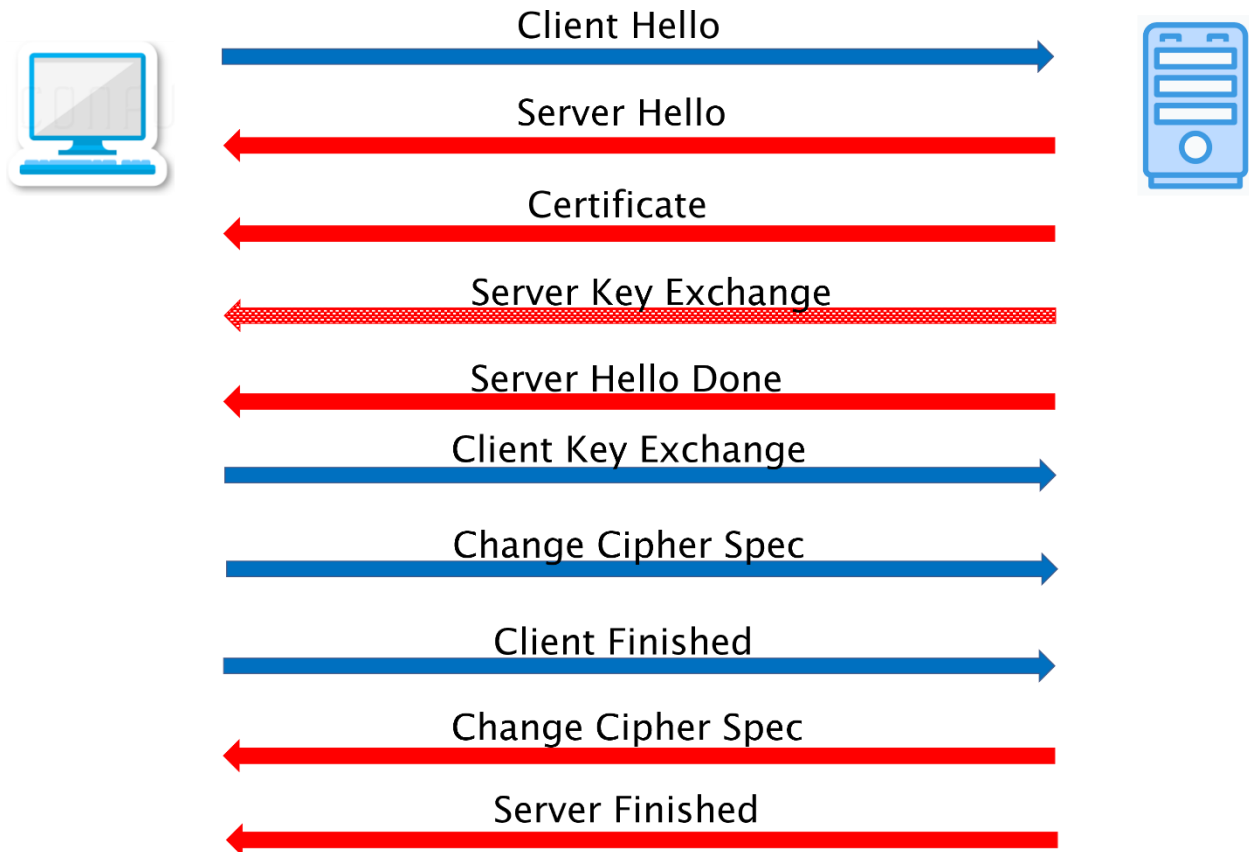 Client Hello
Server Hello
Certificate
Server Key Exchange
Server Hello Done
Client Key Exchange
Change Cipher Spec
Client Finished
Change Cipher Spec
Server Finished